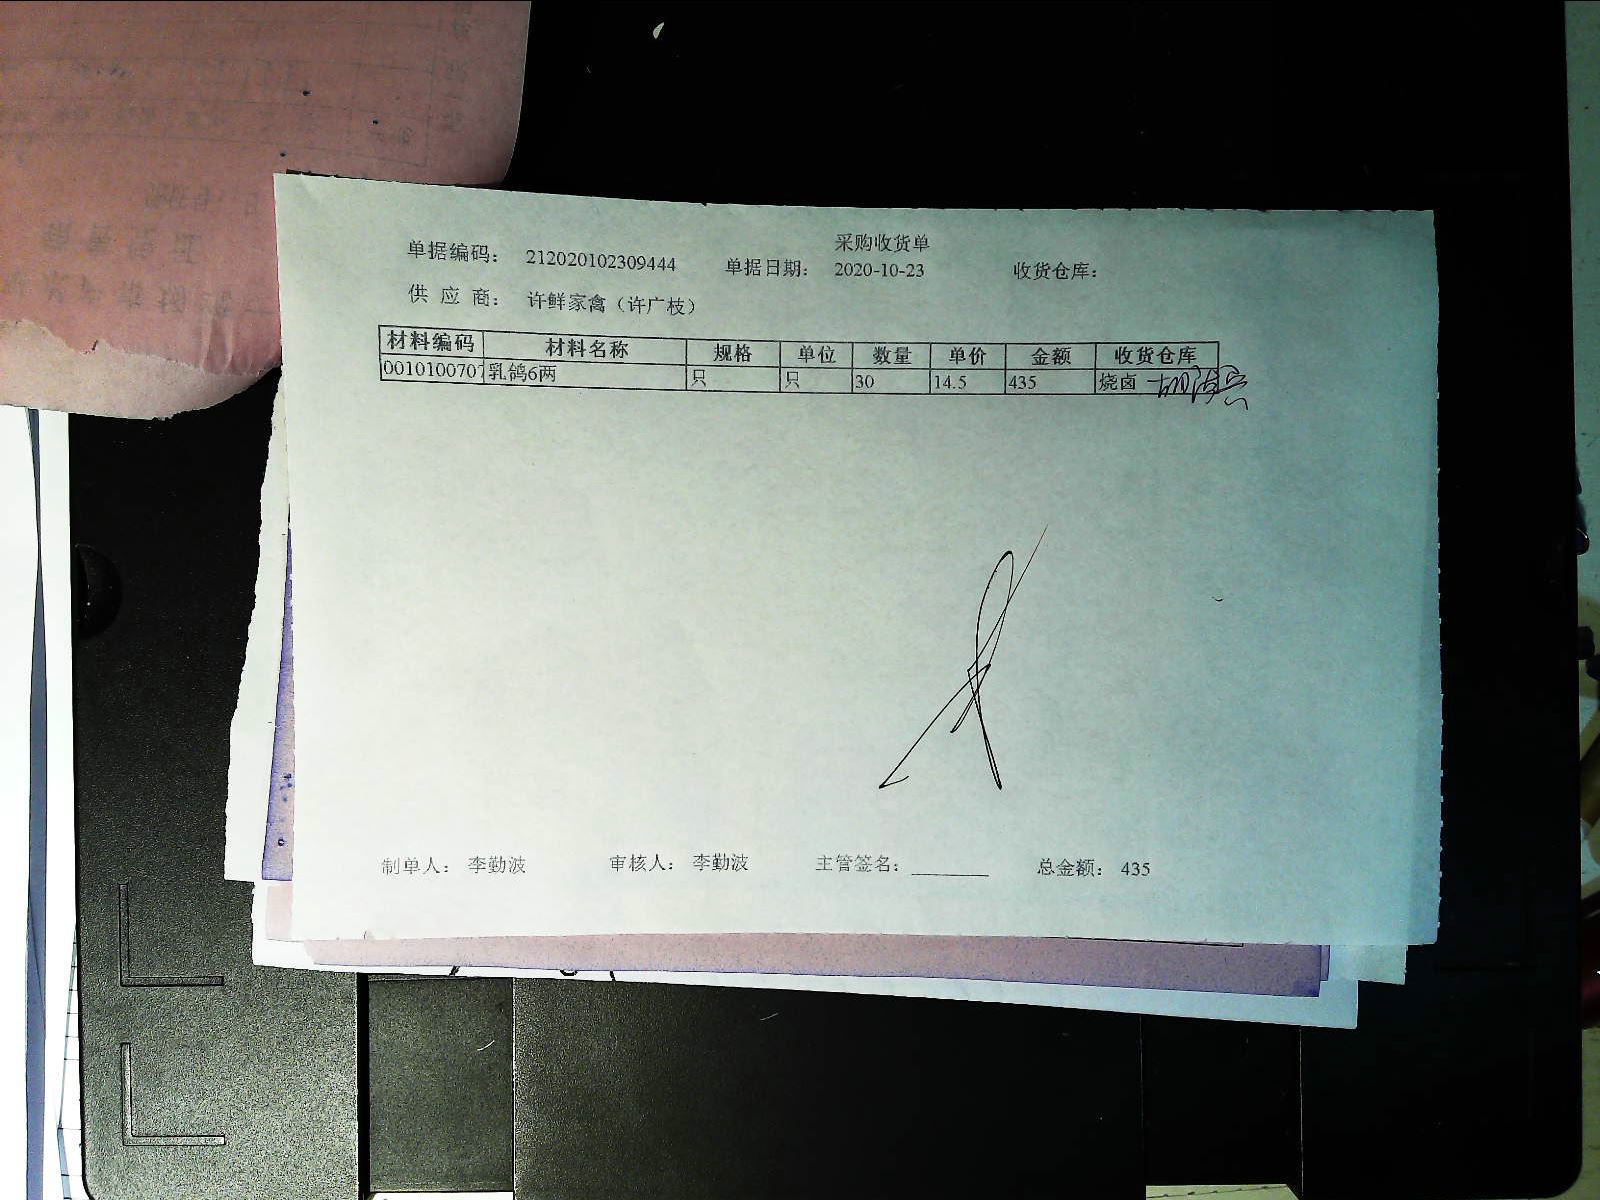 采购收货单
单据编码： 212020102309444 单据日期： 2020-10-23 收货仓库：
供 应 商： 许鲜家禽（许广枝）
材料编码 材料名称 规格 单位 数量 单价 金额 收货仓库
0010100707 乳鸽6两 只 只 30 14.5 435 烧卤
制单人： 李勤波 审核人： 李勤波 主管签名： 总金额： 435